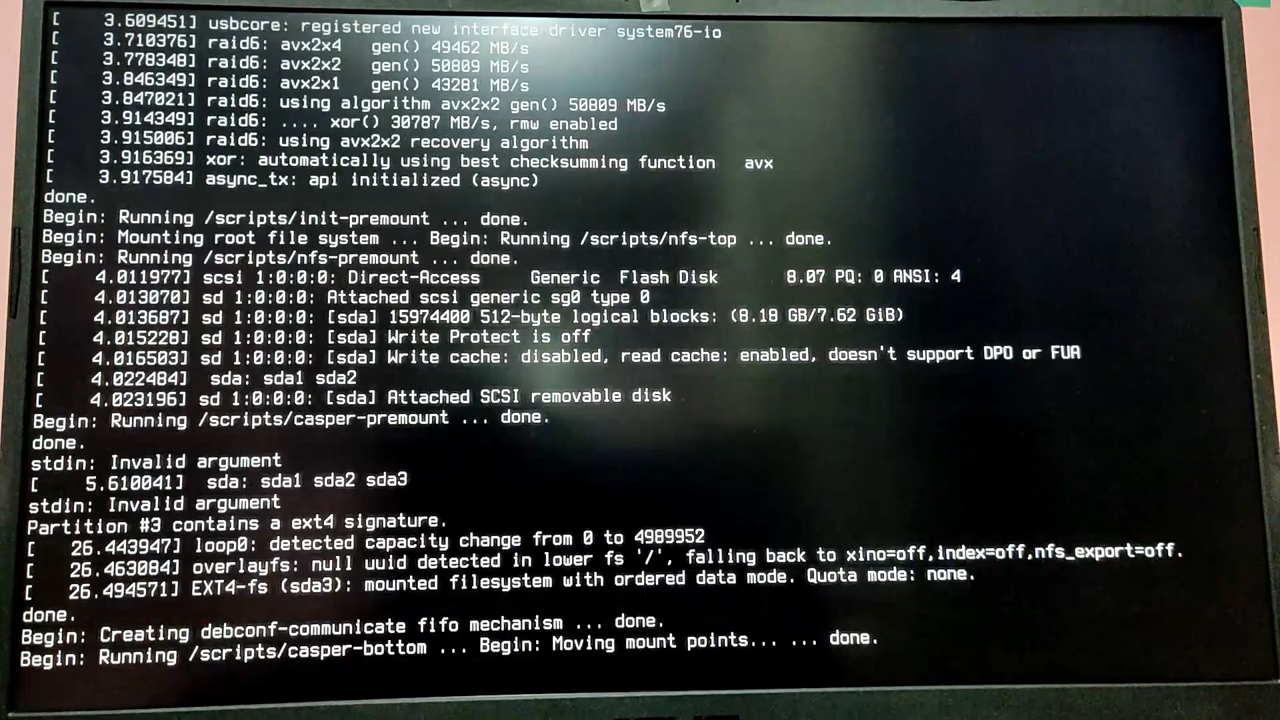 [    3.609451] usbcore: registered new interface driver system76-io
[    3.710376] raid6: avx2x4   gen() 49462 MB/s
[    3.778348] raid6: avx2x2   gen() 50809 MB/s
[    3.846349] raid6: avx2x1   gen() 43281 MB/s
[    3.847021] raid6: using algorithm avx2x2 gen() 50809 MB/s
[    3.914349] raid6: .... xor() 30787 MB/s, rmw enabled
[    3.915006] raid6: using avx2x2 recovery algorithm
[    3.916369] xor: automatically using best checksumming function   avx
[    3.917584] async_tx: api initialized (async)
done.
Begin: Running /scripts/init-premount ... done.
Begin: Mounting root file system ... Begin: Running /scripts/nfs-top ... done.
Begin: Running /scripts/nfs-premount ... done.
[    4.011977] scsi 1:0:0:0: Direct-Access     Generic  Flash Disk       8.07 PQ: 0 ANSI: 4
[    4.013070] sd 1:0:0:0: Attached scsi generic sg0 type 0
[    4.013687] sd 1:0:0:0: [sda] 15974400 512-byte logical blocks: (8.18 GB/7.62 GiB)
[    4.015228] sd 1:0:0:0: [sda] Write Protect is off
[    4.016503] sd 1:0:0:0: [sda] Write cache: disabled, read cache: enabled, doesn't support DPO or FUA
[    4.022484]  sda: sda1 sda2
[    4.023196] sd 1:0:0:0: [sda] Attached SCSI removable disk
Begin: Running /scripts/casper-premount ... done.
done.
stdin: Invalid argument
[    5.610041]  sda: sda1 sda2 sda3
stdin: Invalid argument
Partition #3 contains a ext4 signature.
[   26.443947] loop0: detected capacity change from 0 to 4989952
[   26.463084] overlayfs: null uuid detected in lower fs '/', falling back to xino=off,index=off,nfs_export=off.
[   26.494571] EXT4-fs (sda3): mounted filesystem with ordered data mode. Quota mode: none.
done.
Begin: Creating debconf-communicate fifo mechanism ... done.
Begin: Running /scripts/casper-bottom ... Begin: Moving mount points... ... done.